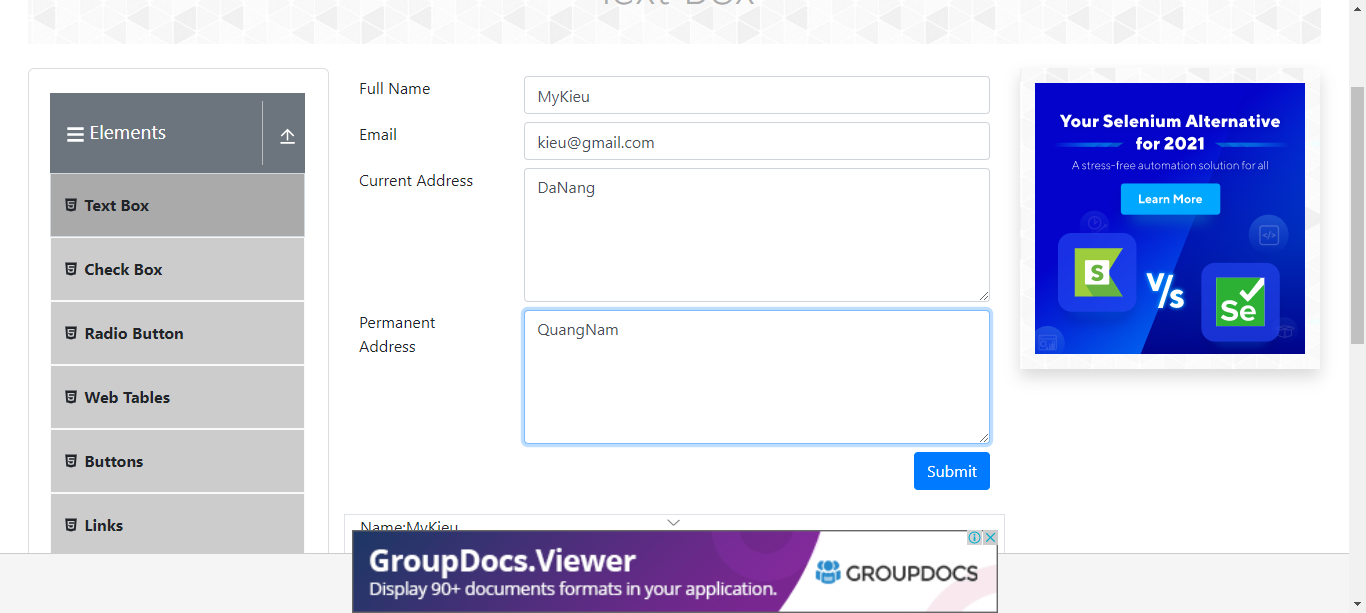 Text Box
Elements
Text Box
Check Box
Radio Button
Web Tables
Buttons
Links
Full Name
MyKieu
Email
kieu@gmail.com
Current Address
DaNang
Permanent
Address
QuangNam
Submit
Name:MyKieu
Your Selenium Alternative
for 2021
A stress-free automation solution for all
Learn More
S
V/s
Se
GroupDocs.Viewer
Display 90+ documents formats in your application.
GROUPDOCS